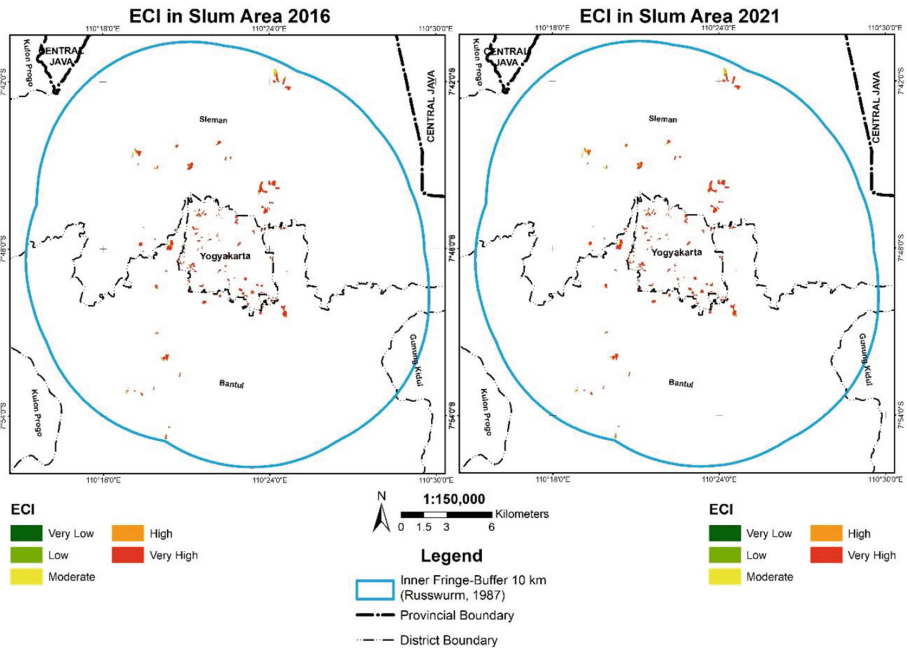 ECI in Slum Area 2016
ECI in Slum Area 2021
110°18'0"E
110°24'0"E
110°30'0"E
110°18'0"E
110°24'0"E
110°30'0"E
7°42'0"S
7°48'0"S
7°54'0"S
Kulon Progo
CENTRAL
JAVA
CENTRAL JAVA
Sleman
Yogyakarta
Bantul
Gunung Kidul
Kulon Progo
110°18'0"E
110°24'0"E
110°30'0"E
Kulon Progo
CENTRAL
JAVA
CENTRAL JAVA
Sleman
Yogyakarta
Bantul
Gunung Kidul
Kulon Progo
7°42'0"S
7°48'0"S
7°54'0"S
110°18'0"E
110°24'0"E
110°30'0"E
ECI
Very Low
High
Low
Very High
Moderate
N
1:150,000
0 1.5 3 6 Kilometers
Legend
Inner Fringe-Buffer 10 km
(Russwurm, 1987)
Provincial Boundary
District Boundary
ECI
Very Low
High
Low
Very High
Moderate